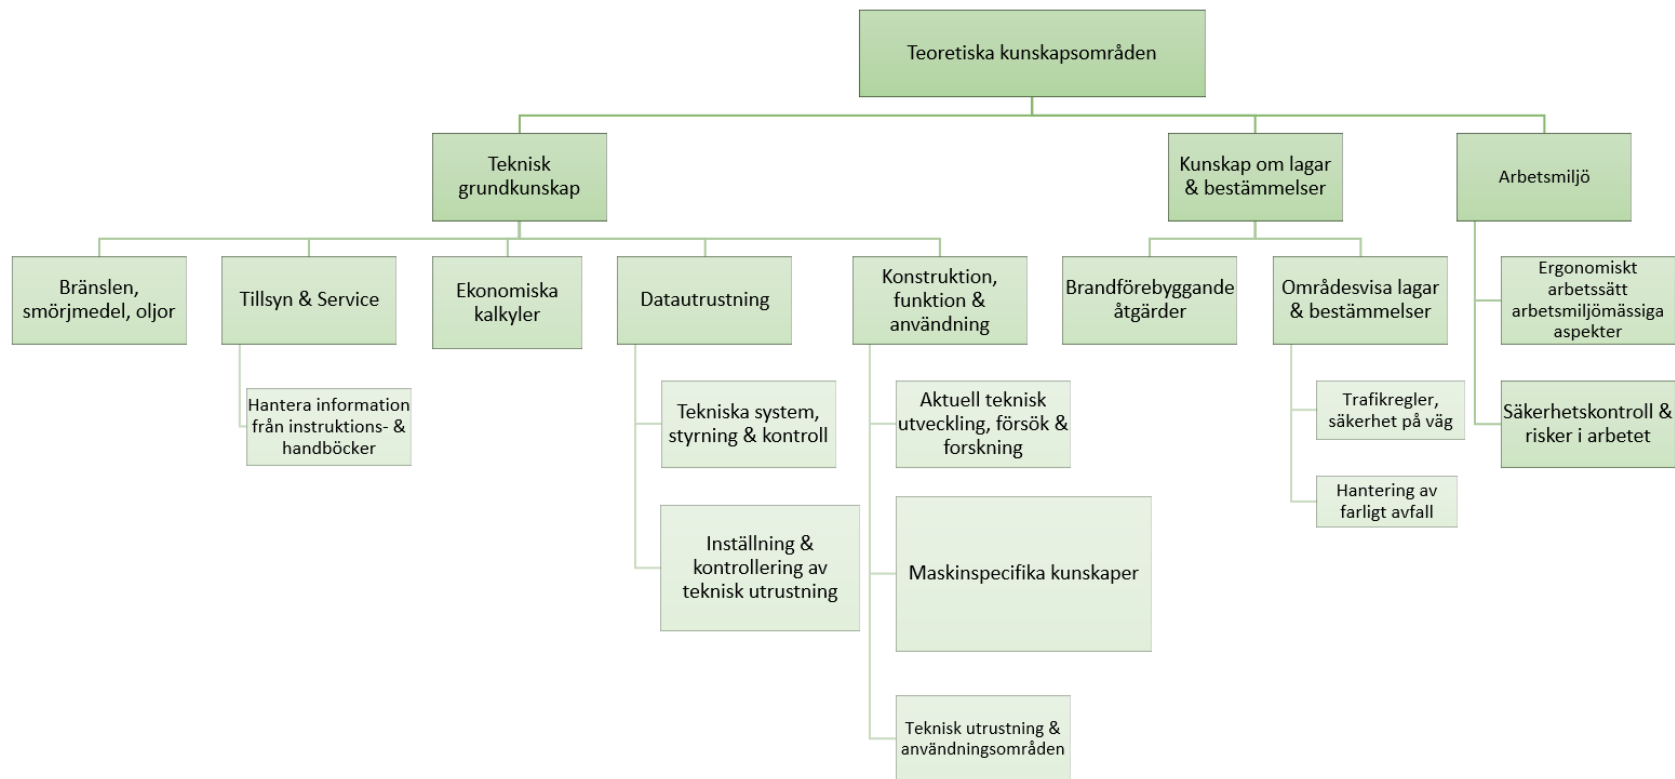 Teoretiska kunskapsområden
Teknisk
grundkunskap
Kunskap om lagar
& bestämmelser
Arbetsmiljö
Bränslen,
smörjmedel, oljor
Tillsyn & Service
Ekonomiska
kalkyler
Datautrustning
Konstruktion,
funktion &
användning
Brandförebyggande
åtgärder
Områdesvisa lagar
& bestämmelser
Ergonomiskt
arbetssätt
arbetsmiljömässiga
aspekter
Hantera information
från instruktions- &
handböcker
Tekniska system,
styrning & kontroll
Aktuell teknisk
utveckling, försök &
forskning
Trafikregler,
säkerhet på väg
Säkerhetskontroll &
risker i arbetet
Inställning &
kontrollering av
teknisk utrustning
Maskinspecifika kunskaper
Hantering av
farligt avfall
Teknisk utrustning &
användningsområden